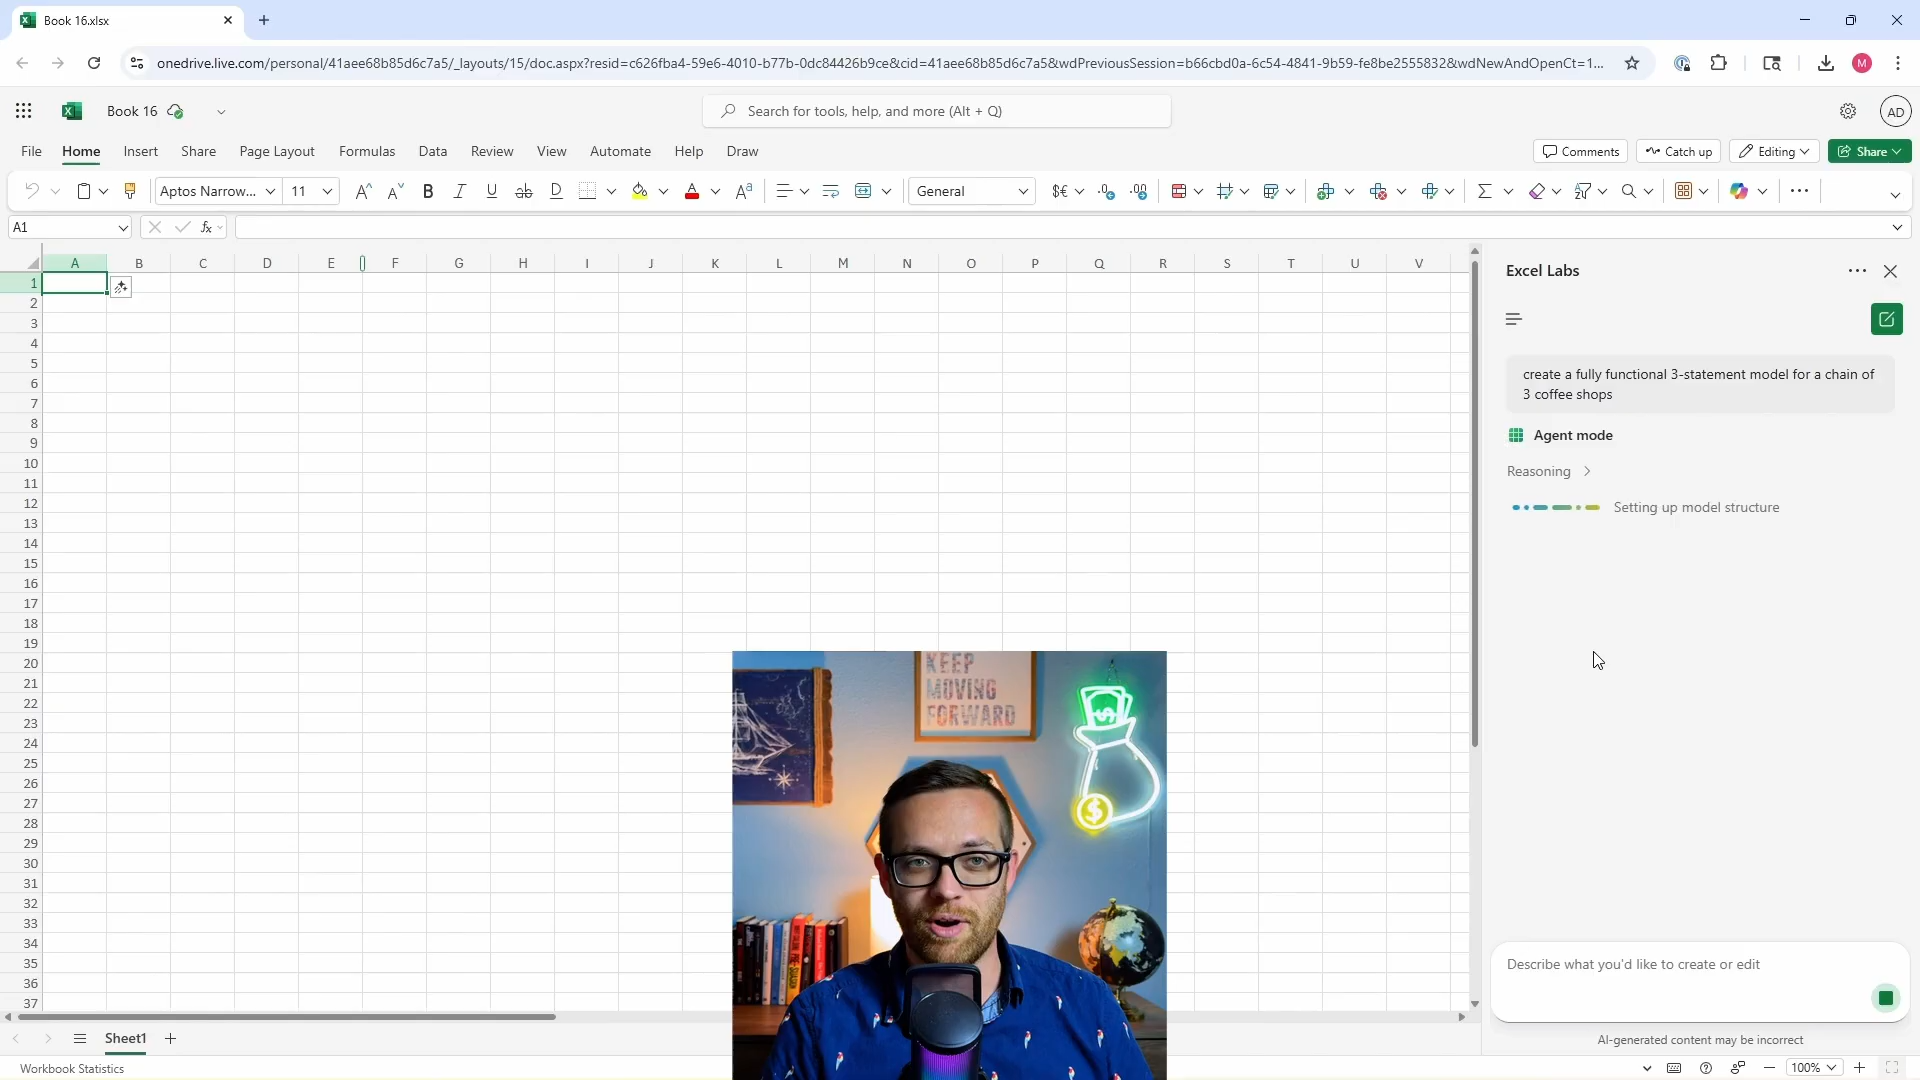 Book 16.xlsx
onedrive.live.com/personal/41aee68b85d6c7a5/_layouts/15/doc.aspx?resid=c626fba4-59e6-4010-b77b-0dc84426b9ce&cid=41aee68b85d6c7a5&wdPreviousSession=b66cbd0a-6c54-4841-9b59-fe8be2555832&wdNewAndOpenCt=1...
M
Book 16
Search for tools, help, and more (Alt + Q)
AD
File Home Insert Share Page Layout Formulas Data Review View Automate Help Draw
Comments Catch up Editing Share
Aptos Narrow... 11 General
A1
fx
A B C D E F G H I J K L M N O P Q R S T U V
1
2
3
4
5
6
7
8
9
10
11
12
13
14
15
16
17
18
19
20
21
22
23
24
25
26
27
28
29
30
31
32
33
34
35
36
37
Excel Labs
create a fully functional 3-statement model for a chain of
3 coffee shops
Agent mode
Reasoning
Setting up model structure
KEEP
MOVING
FORWARD
Describe what you'd like to create or edit
AI-generated content may be incorrect
Sheet1
Workbook Statistics
100%